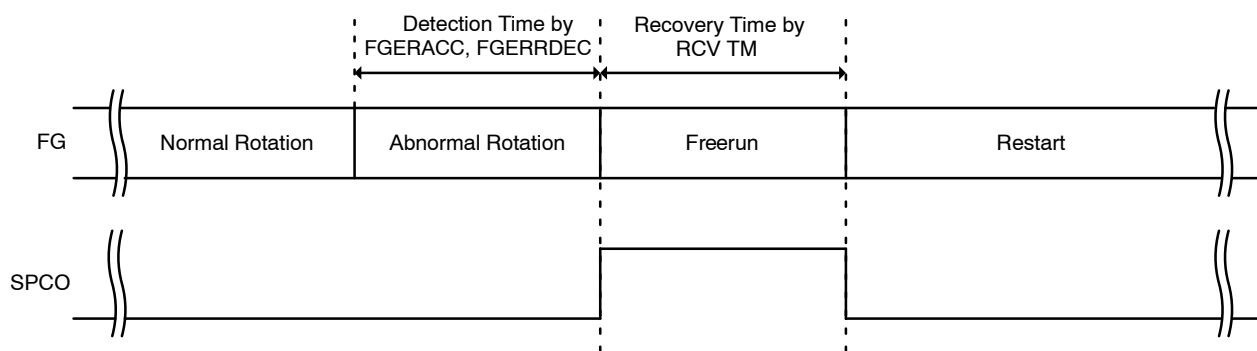 Detection Time by
FGERACC, FGERRDEC
Recovery Time by
RCV TM
FG
Normal Rotation
Abnormal Rotation
Freerun
Restart
SPCO